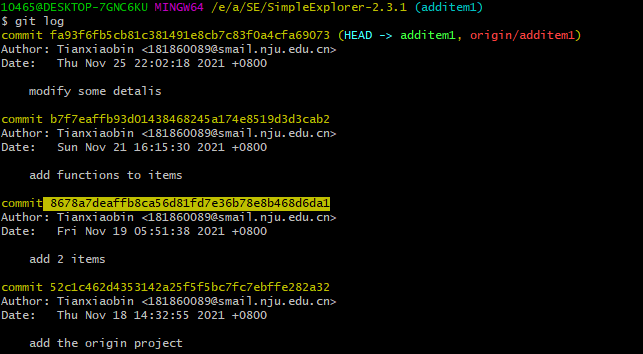 10465@DESKTOP-7GNC6KU MINGW64 /e/a/SE/SimpleExplorer-2.3.1 (additem1)
$ git log
commit fa93f6fb5cb81c381491e8cb7c83f0a4cfa69073 (HEAD -> additem1, origin/additem1)
Author: Tianxiaobin <181860089@smail.nju.edu.cn>
Date:   Thu Nov 25 22:02:18 2021 +0800
modify some detalis
commit b7f7eaffb93d01438468245a174e8519d3d3cab2
Author: Tianxiaobin <181860089@smail.nju.edu.cn>
Date:   Sun Nov 21 16:15:30 2021 +0800
add functions to items
commit 8678a7deaffb8ca56d81fd7e36b78e8b468d6da1
Author: Tianxiaobin <181860089@smail.nju.edu.cn>
Date:   Fri Nov 19 05:51:38 2021 +0800
add 2 items
commit 52c1c462d4353142a25f5f5bc7fc7ebffe282a32
Author: Tianxiaobin <181860089@smail.nju.edu.cn>
Date:   Thu Nov 18 14:32:55 2021 +0800
add the origin project